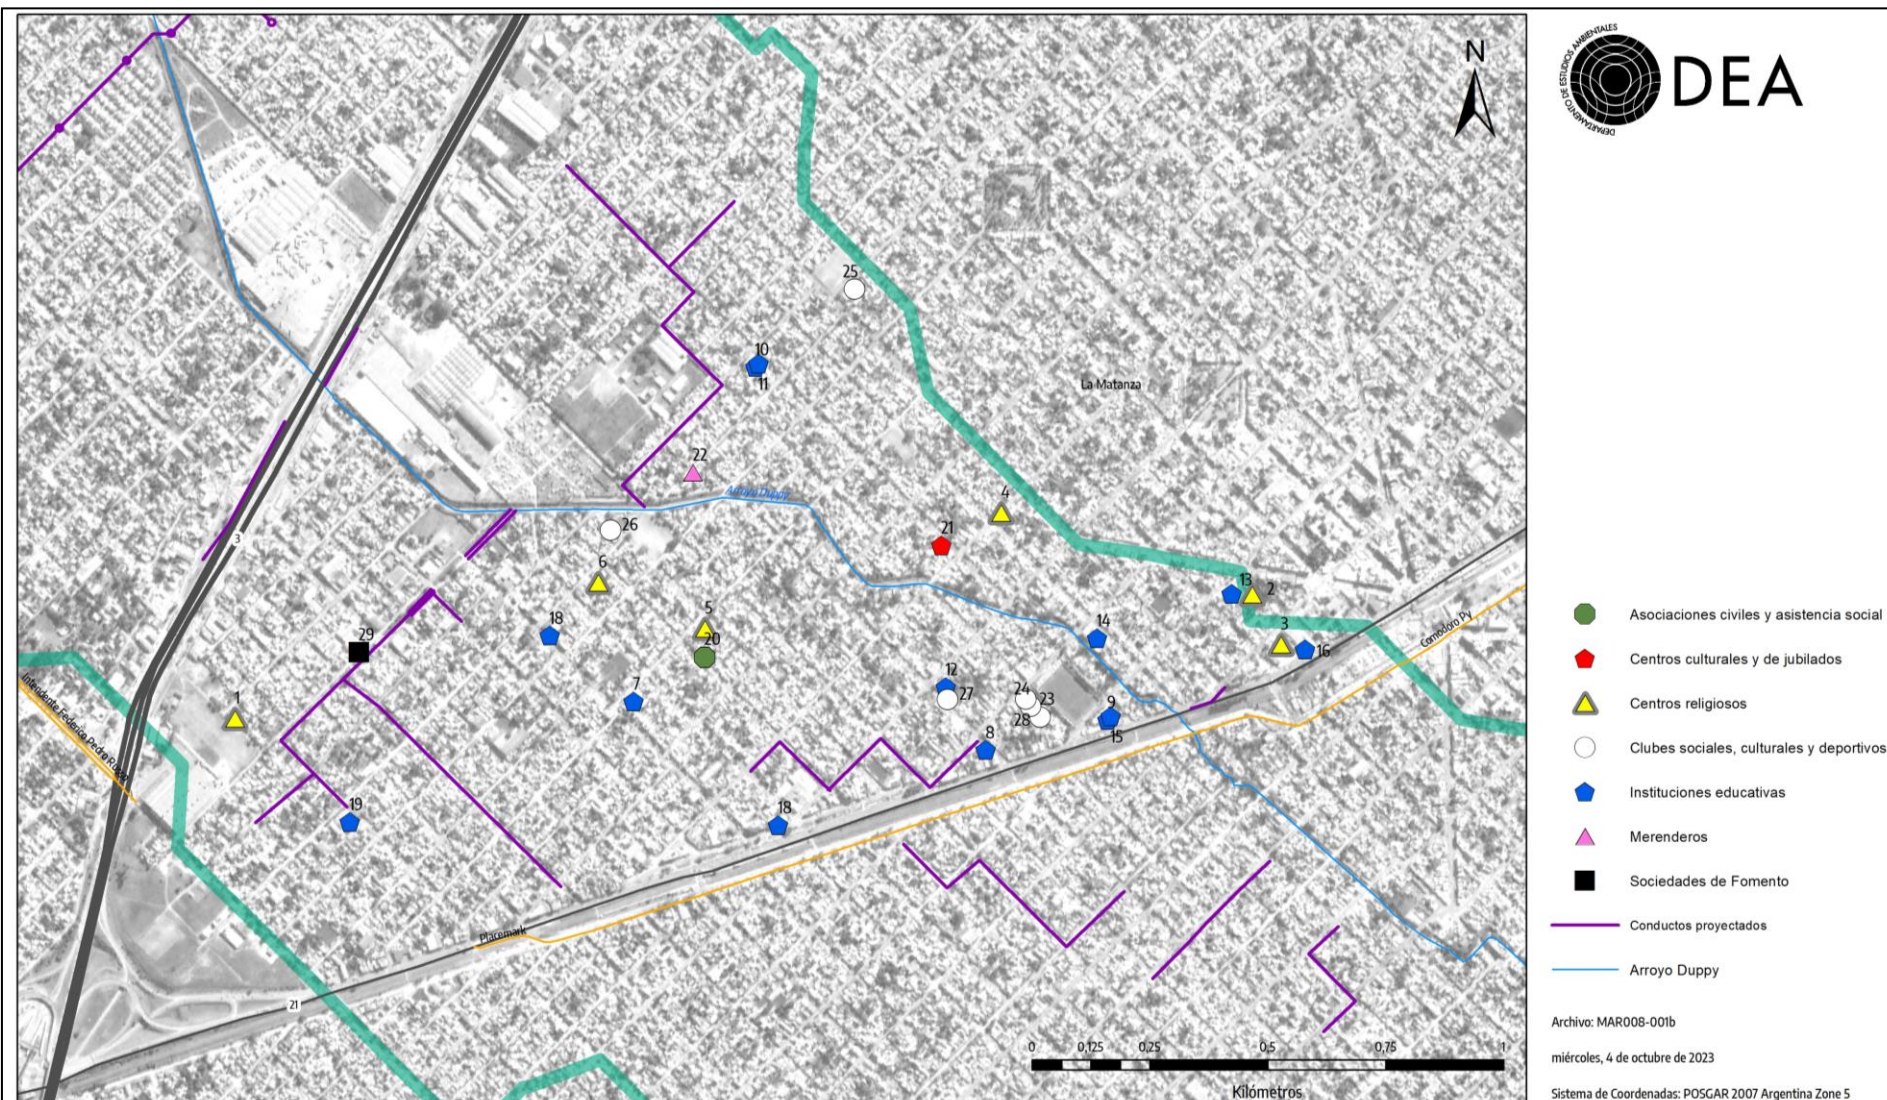 DEPARTAMENTO DE ESTUDIOS AMBIENTALES
DEA
N
25
10
11
La Matanza
22
Arroyo Duppy
4
3
26
21
6
13
2
18
5
20
14
3
16
29
12
27
24
23
28
9
15
7
1
8
Intendente Federico Pedro Russo
Comodoro Py
19
18
Placemark
21
0 0,125 0,25 0,5 0,75 1
Kilómetros
Asociaciones civiles y asistencia social
Centros culturales y de jubilados
Centros religiosos
Clubes sociales, culturales y deportivos
Instituciones educativas
Merenderos
Sociedades de Fomento
Conductos proyectados
Arroyo Duppy
Archivo: MAR008-001b
miércoles, 4 de octubre de 2023
Sistema de Coordenadas: POSGAR 2007 Argentina Zone 5